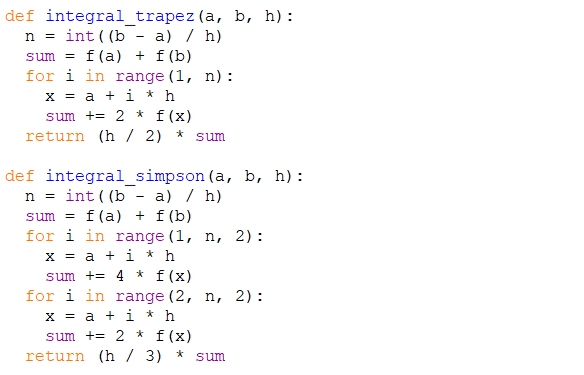 def integral_trapez(a, b, h):
  n = int((b - a) / h)
  sum = f(a) + f(b)
  for i in range(1, n):
    x = a + i * h
    sum += 2 * f(x)
  return (h / 2) * sum

def integral_simpson(a, b, h):
  n = int((b - a) / h)
  sum = f(a) + f(b)
  for i in range(1, n, 2):
    x = a + i * h
    sum += 4 * f(x)
  for i in range(2, n, 2):
    x = a + i * h
    sum += 2 * f(x)
  return (h / 3) * sum